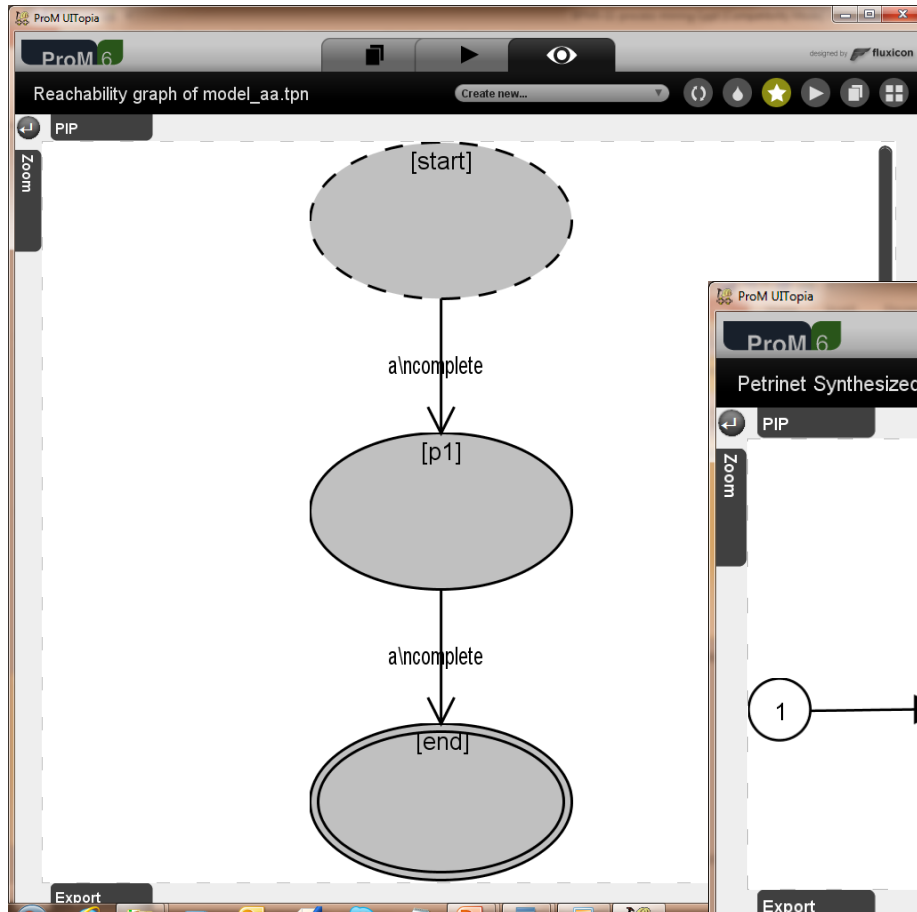 ProM UITopia
ProM 6
designed by fluxicon
Reachability graph of model_aa.tpn
Create new...
PIP
Zoom
[start]
a\ncomplete
[p1]
a\ncomplete
[end]
Export
ProM UITopia
ProM 6
Petrinet Synthesized
PIP
Zoom
1
Export